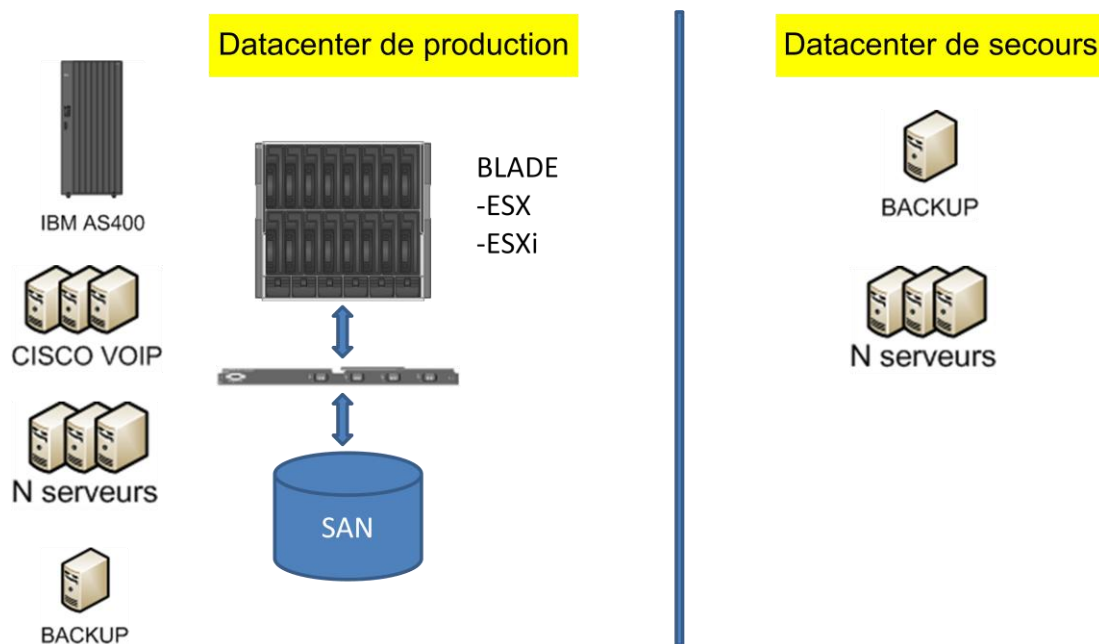 Datacenter de production
Datacenter de secours
IBM AS400
BLADE
-ESX
-ESXi
BACKUP
CISCO VOIP
N serveurs
N serveurs
SAN
BACKUP